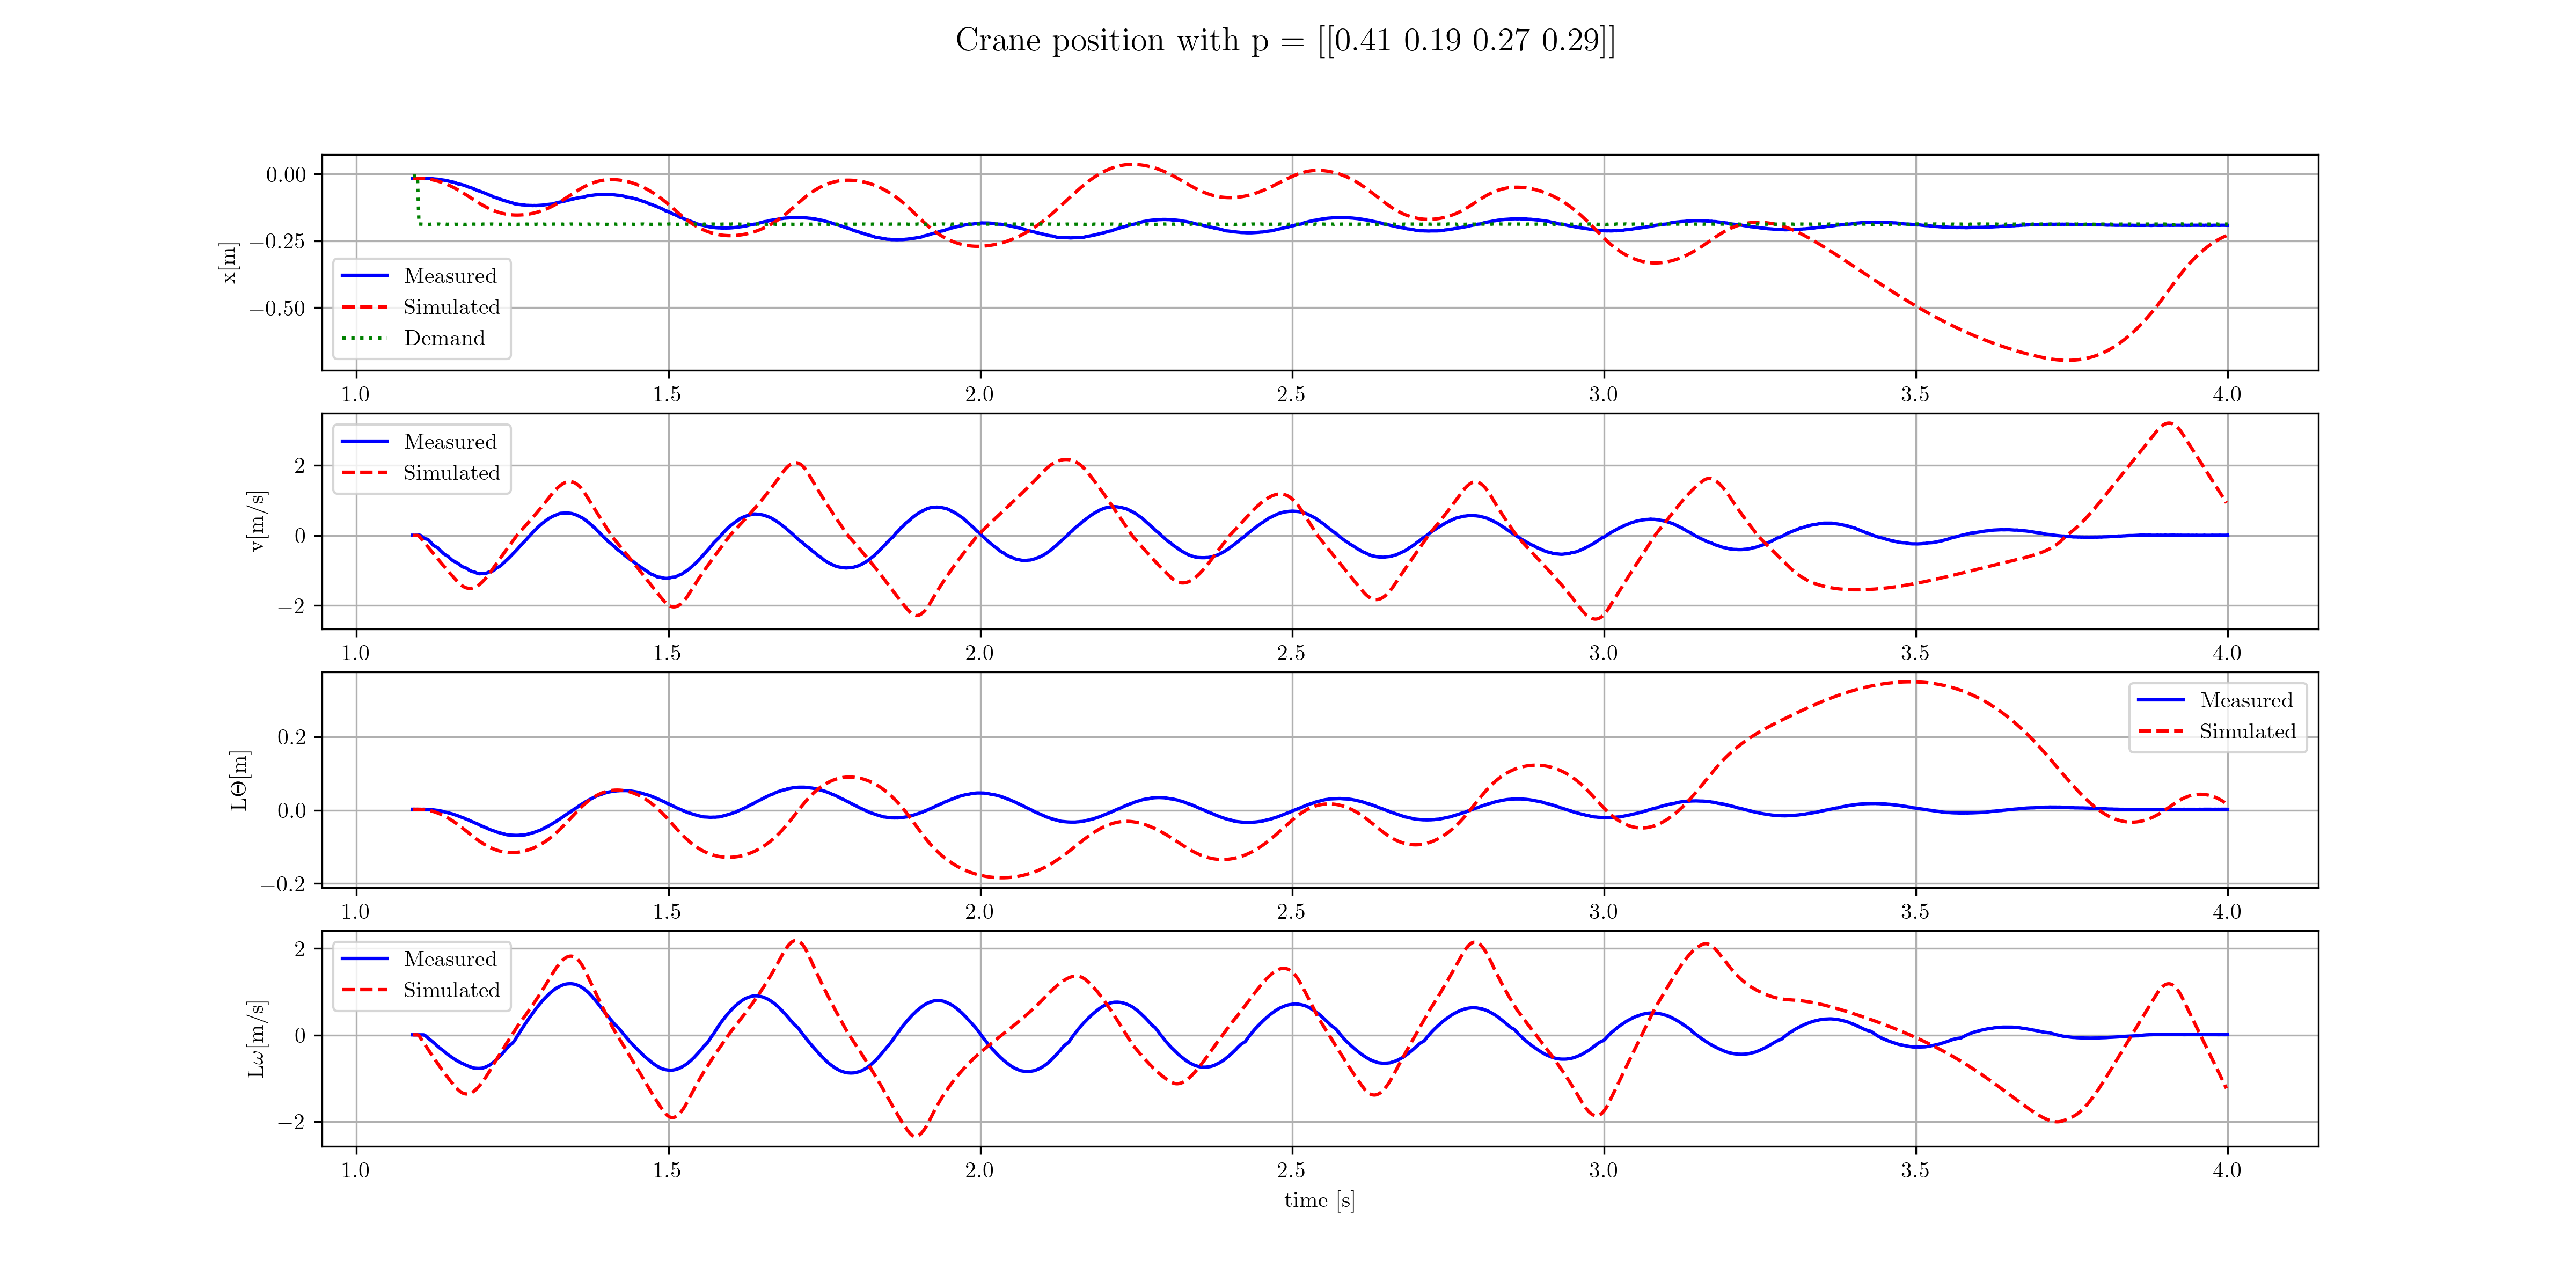 Crane position with p = [[0.41 0.19 0.27 0.29]]
0.00
−0.25
−0.50
x[m]
Measured
Simulated
Demand
1.0 1.5 2.0 2.5 3.0 3.5 4.0
2
0
−2
v[m/s]
Measured
Simulated
1.0 1.5 2.0 2.5 3.0 3.5 4.0
0.2
0.0
−0.2
LΘ[m]
Measured
Simulated
1.0 1.5 2.0 2.5 3.0 3.5 4.0
2
0
−2
Lω[m/s]
Measured
Simulated
1.0 1.5 2.0 2.5 3.0 3.5 4.0
time [s]